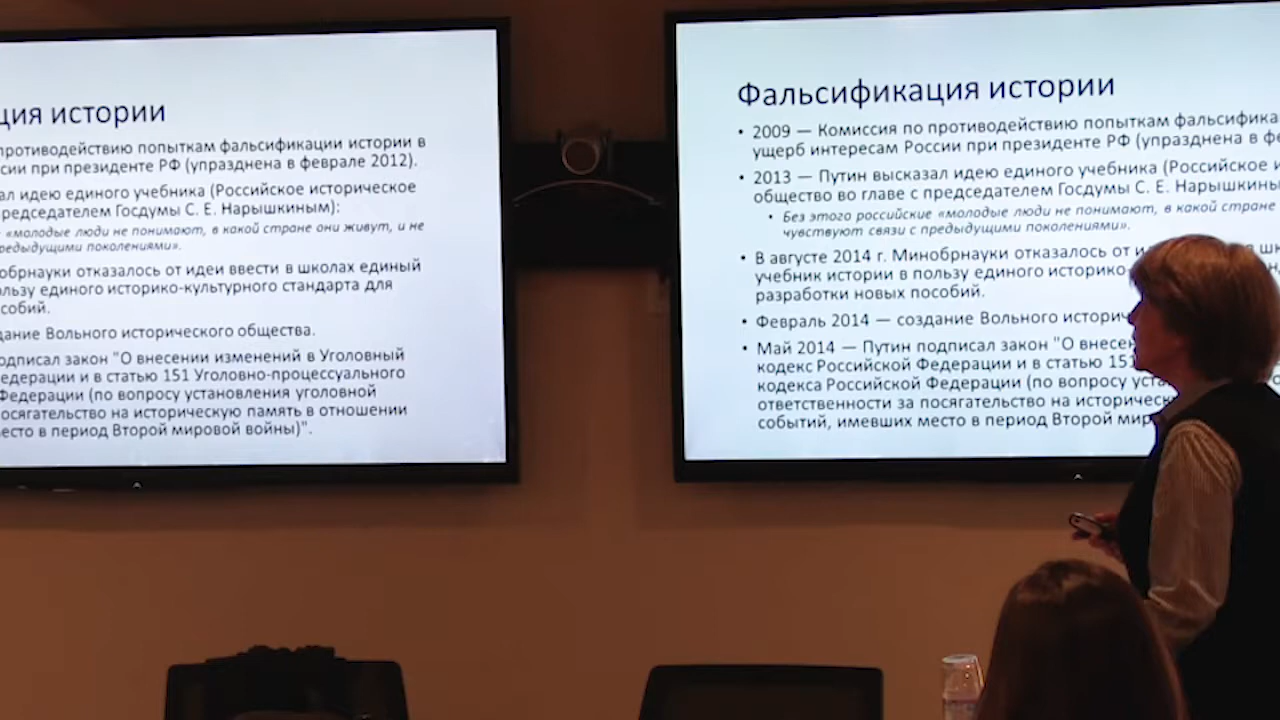 ция истории
противодействию попыткам фальсификации истории в
сии при президенте РФ (упразднена в феврале 2012).
ал идею единого учебника (Российское историческое
редседателем Госдумы С. Е. Нарышкиным):
«молодые люди не понимают, в какой стране они живут, и не
редыдущими поколениями».
обрнауки отказалось от идеи ввести в школах единый
ользу единого историко-культурного стандарта для
собий.
дание Вольного исторического общества.
одписал закон "О внесении изменений в Уголовный
едерации и в статью 151 Уголовно-процессуального
Федерации (по вопросу установления уголовной
осягательство на историческую память в отношении
есто в период Второй мировой войны)".
Фальсификация истории
• 2009 — Комиссия по противодействию попыткам фальсифика
ущерб интересам России при президенте РФ (упразднена в фе
• 2013 — Путин высказал идею единого учебника (Российское и
общество во главе с председателем Госдумы С. Е. Нарышкины
• Без этого российские «молодые люди не понимают, в какой стране
чувствуют связи с предыдущими поколениями».
• В августе 2014 г. Минобрнауки отказалось от и в шк
учебник истории в пользу единого историко
разработки новых пособий.
• Февраль 2014 — создание Вольного историч
• Май 2014 — Путин подписал закон "О внесен
кодекс Российской Федерации и в статью 151
кодекса Российской Федерации (по вопросу уста
ответственности за посягательство на историческ
событий, имевших место в период Второй мир